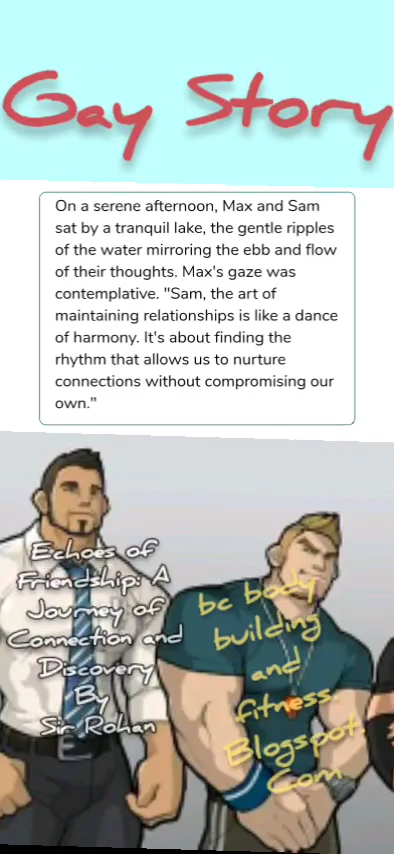 Gay Story
On a serene afternoon, Max and Sam
sat by a tranquil lake, the gentle ripples
of the water mirroring the ebb and flow
of their thoughts. Max's gaze was
contemplative. "Sam, the art of
maintaining relationships is like a dance
of harmony. It's about finding the
rhythm that allows us to nurture
connections without compromising our
own."
Echoes of
Friendship: A
Journey of
Connection and
Discovery
By
Sir Rohan
bc body
building
and
fitness.
Blogspot.
Com